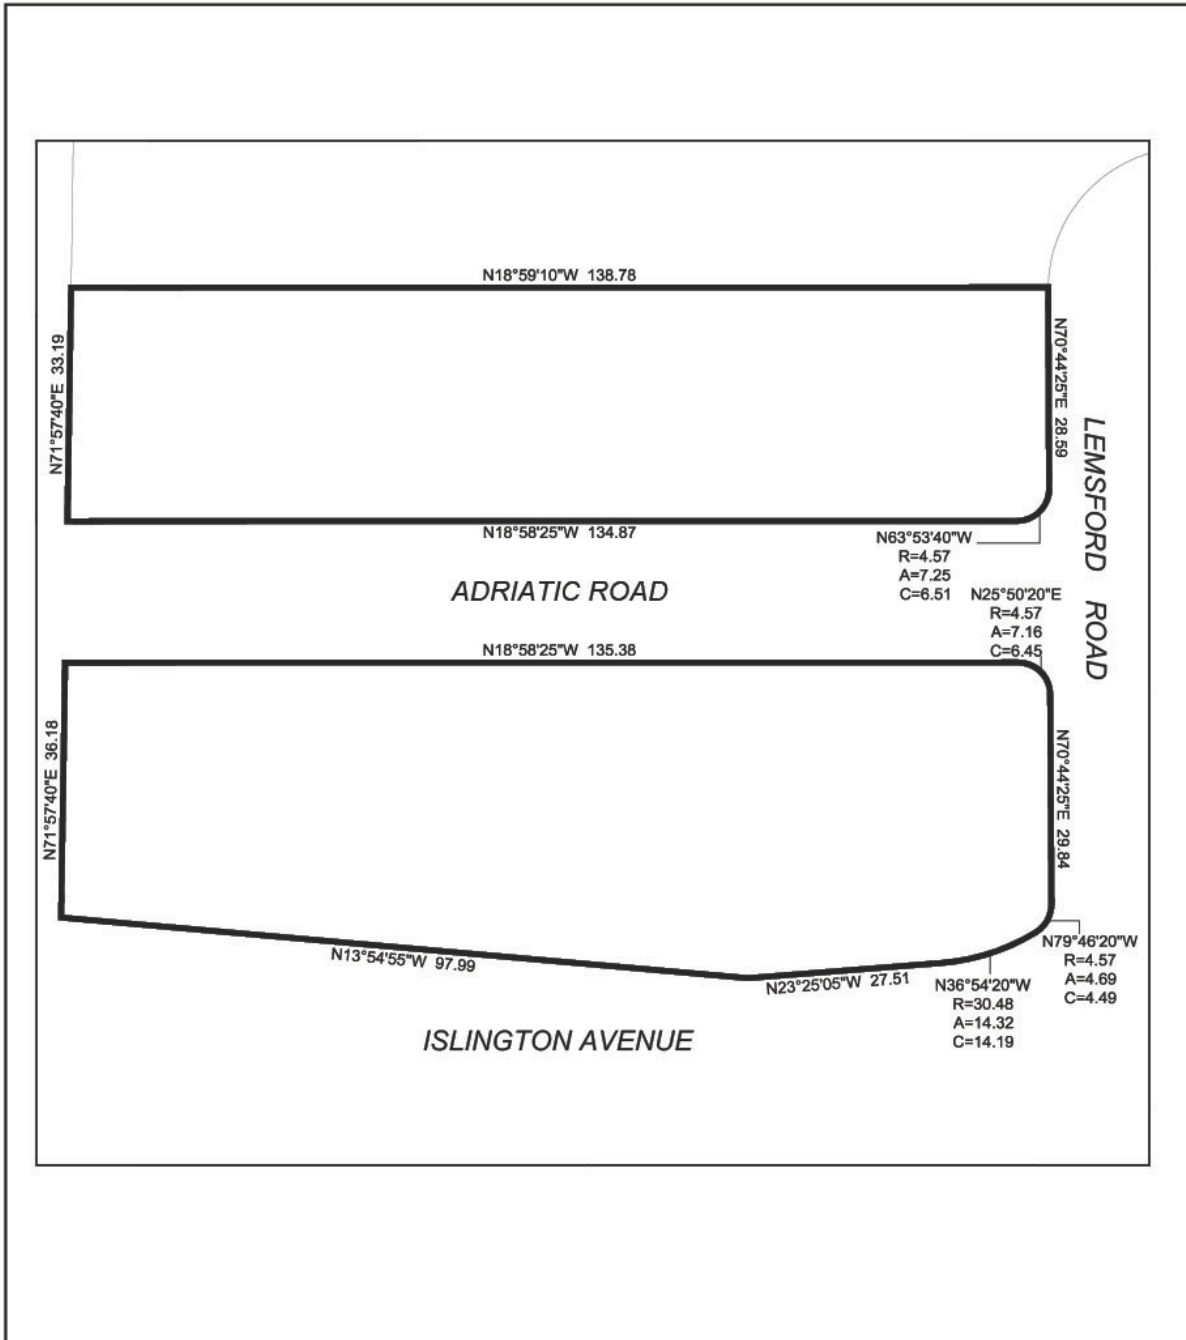 N18°59'10"W 138.78
N71°57'40"E 33.19
N70°44'25"E 28.59
LEMSFORD ROAD
N18°58'25"W 134.87
N63°53'40"W
R=4.57
A=7.25
C=6.51
ADRIATIC ROAD
N25°50'20"E
R=4.57
A=7.16
C=6.45
N18°58'25"W 135.38
N71°57'40"E 36.18
N70°44'25"E 29.84
N13°54'55"W 97.99
N23°25'05"W 27.51
N36°54'20"W
R=30.48
A=14.32
C=14.19
N79°46'20"W
R=4.57
A=4.69
C=4.49
ISLINGTON AVENUE